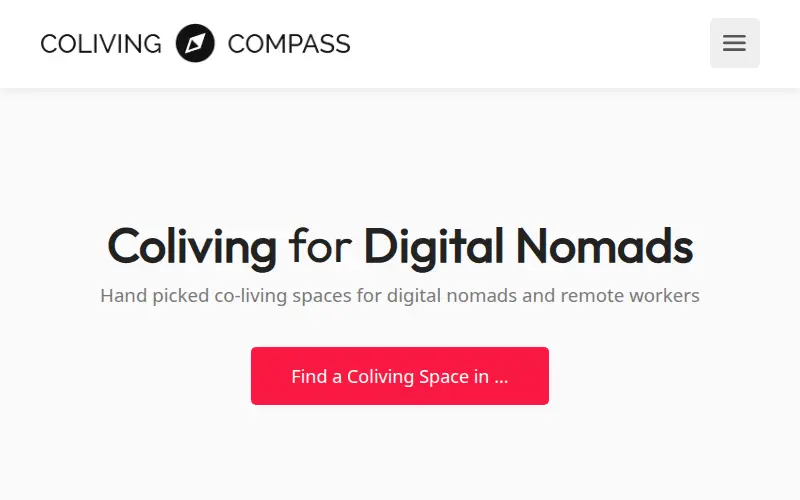 COLIVING COMPASS
Coliving for Digital Nomads
Hand picked co-living spaces for digital nomads and remote workers
Find a Coliving Space in ...